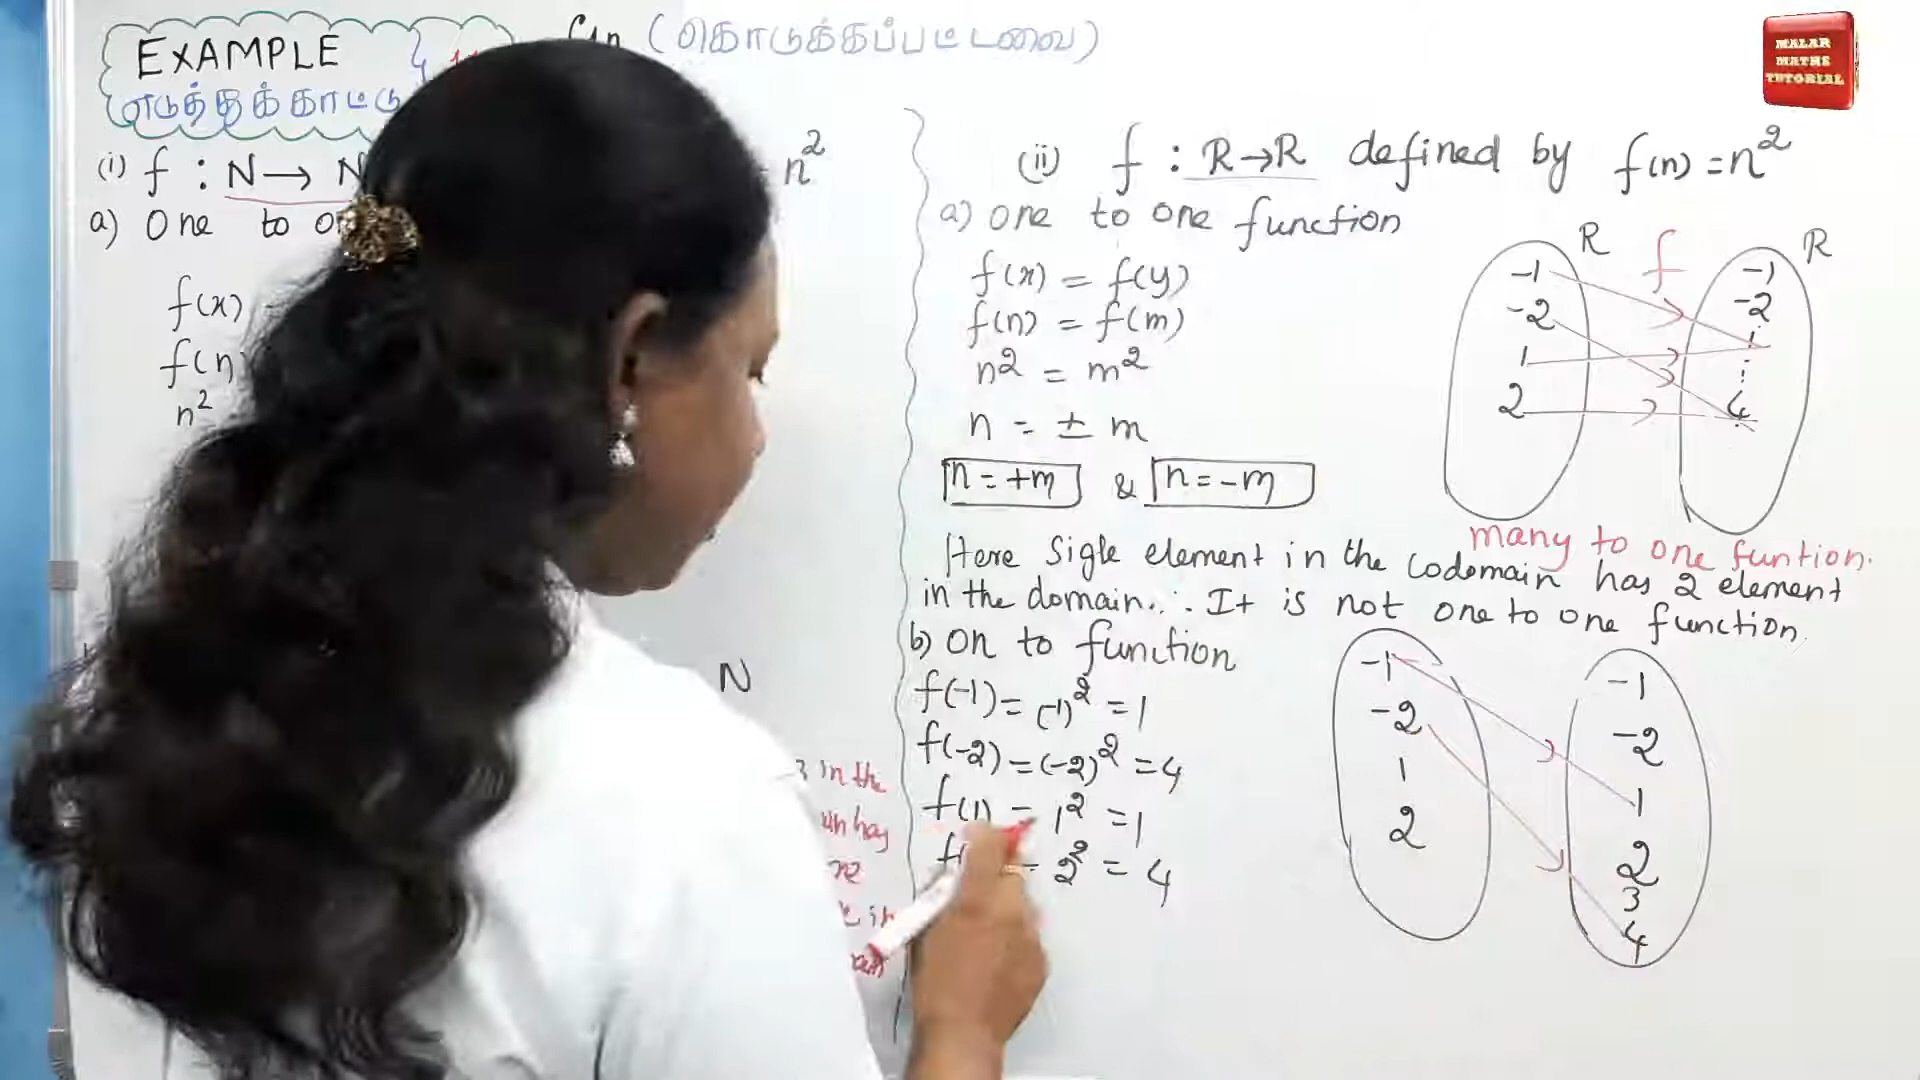 EXAMPLE
எடுத்துக்காட்டு
(கொடுக்கப்பட்டவை)
MALAR
MATHS
TUTORIAL
(i) f : N → N
n²
a) One to
f(x)
f(n)
n²
N
in the
(ii) f : R→R defined by f(n) = n²
a) one to one function
f(x) = f(y)
f(n) = f(m)
n² = m²
n = ± m
n = +m & n = -m
R f R
-1 -1
-2 -2
1 1
2 4
many to one funtion.
Here Sigle element in the codomain has 2 element
in the domain. ∴ It is not one to one function.
b) On to function
f(-1) = (-1)² = 1
f(-2) = (-2)² = 4
f(1) = 1² = 1
= 2² = 4
-1 -1
-2 -2
1 1
2 2
3
4